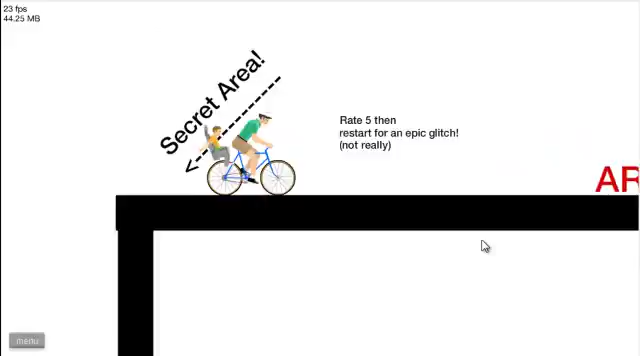 23 fps
44.25 MB
Secret Area!
Rate 5 then
restart for an epic glitch!
(not really)
AR
menu